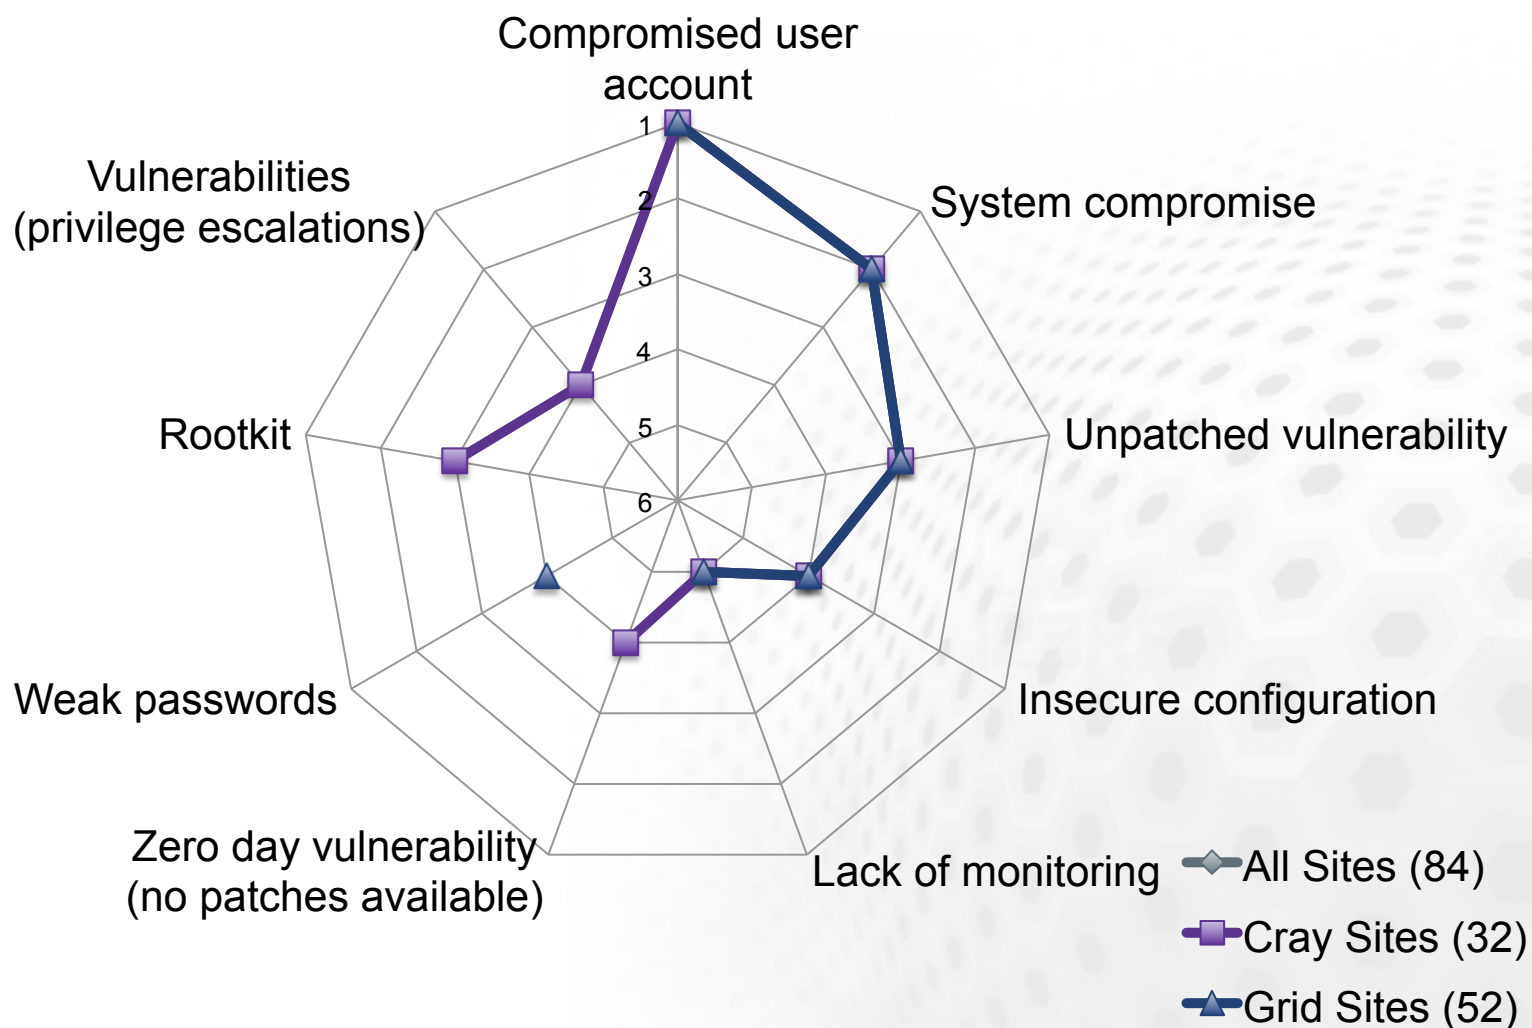 Compromised user
account
1
2
3
4
5
6
System compromise
Unpatched vulnerability
Insecure configuration
Lack of monitoring
Zero day vulnerability
(no patches available)
Weak passwords
Rootkit
Vulnerabilities
(privilege escalations)
All Sites (84)
Cray Sites (32)
Grid Sites (52)